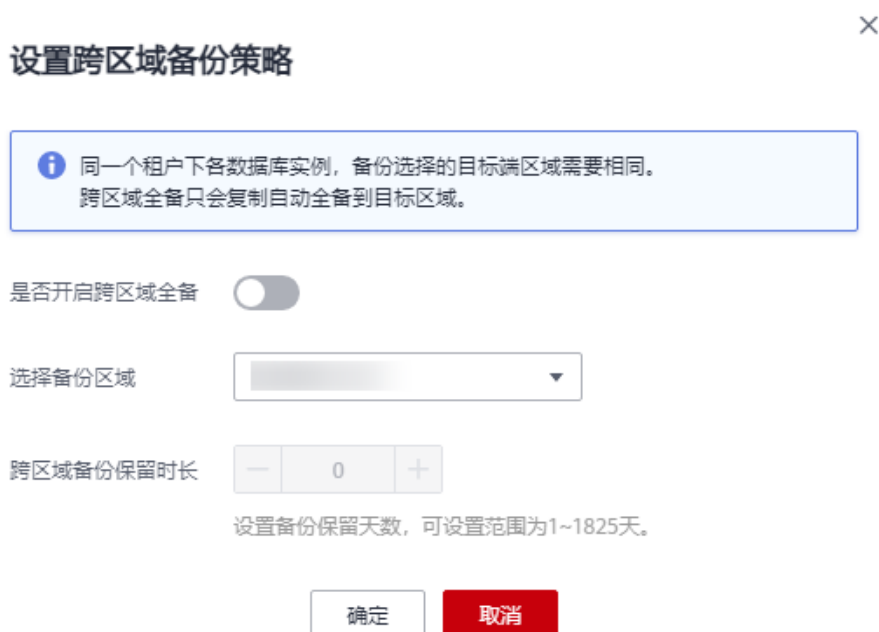 设置跨区域备份策略
同一个租户下各数据库实例，备份选择的目标端区域需要相同。
跨区域全备只会复制自动全备到目标区域。
是否开启跨区域全备
选择备份区域
跨区域备份保留时长
0
设置备份保留天数，可设置范围为1~1825天。
确定
取消